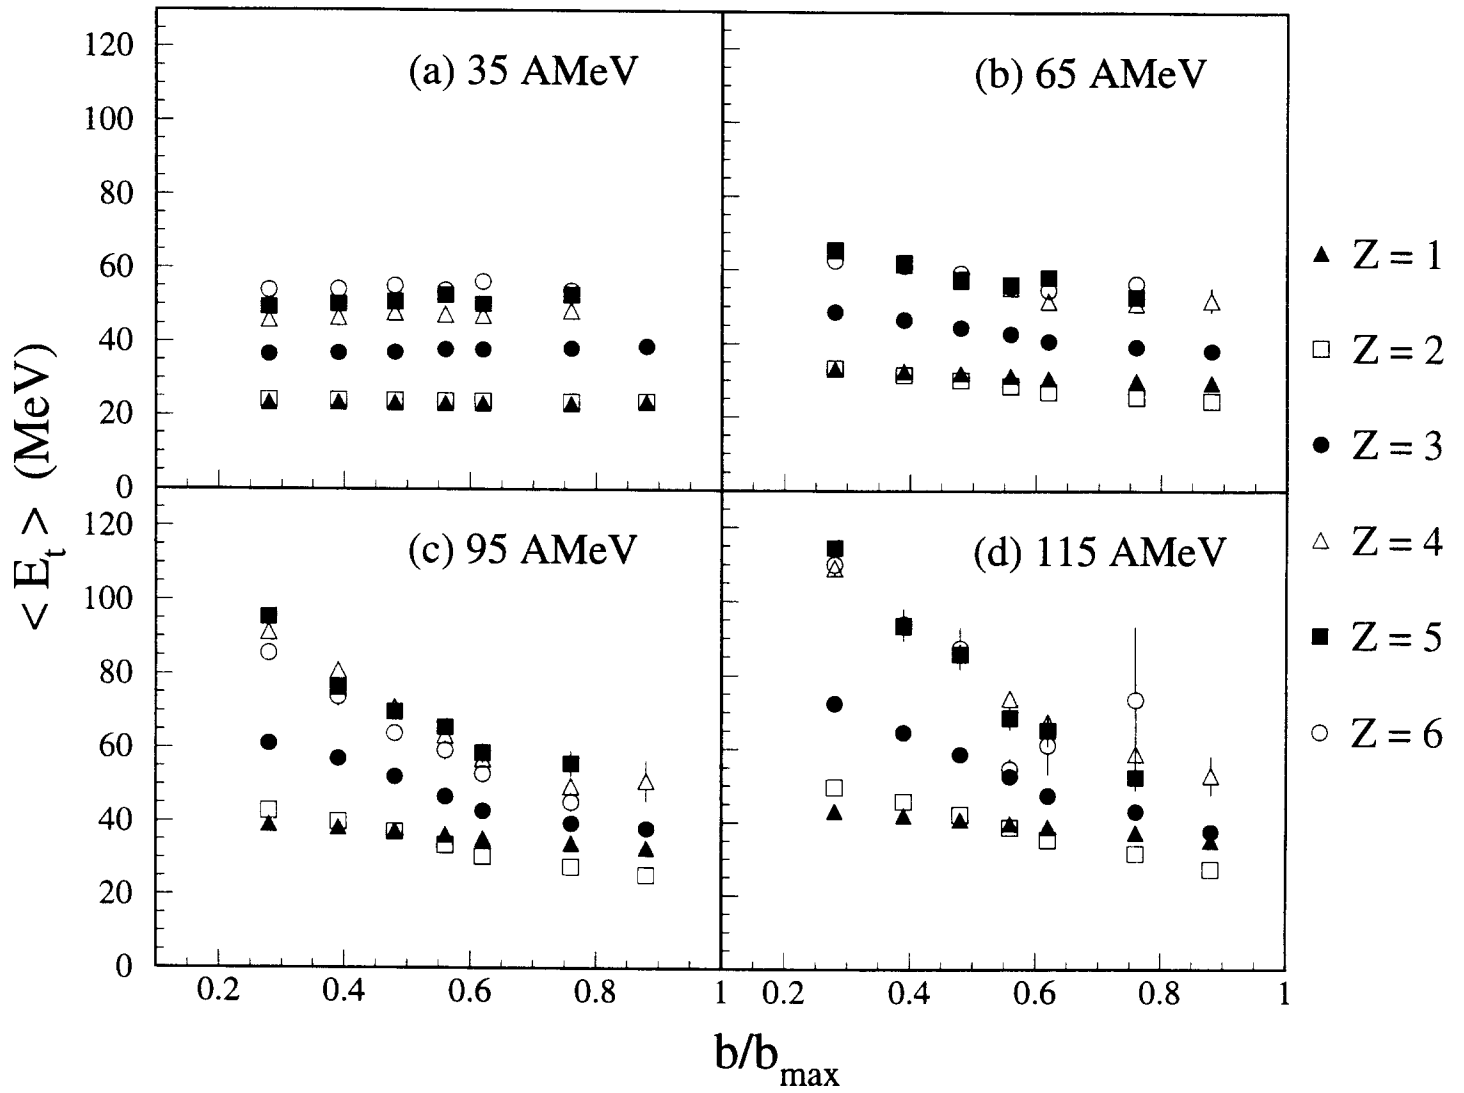 (a) 35 AMeV
(b) 65 AMeV
120
100
80
60
40
20
0
(c) 95 AMeV
(d) 115 AMeV
120
100
80
60
40
20
0
0.2 0.4 0.6 0.8 1
0.2 0.4 0.6 0.8 1
< E_t > (MeV)
b/b_max
Z = 1
Z = 2
Z = 3
Z = 4
Z = 5
Z = 6